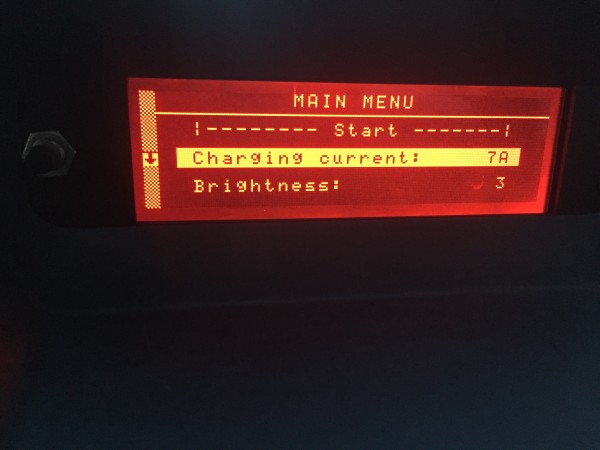 MAIN MENU
¦-------- Start -------¦
Charging current: 7A
Brightness: 3